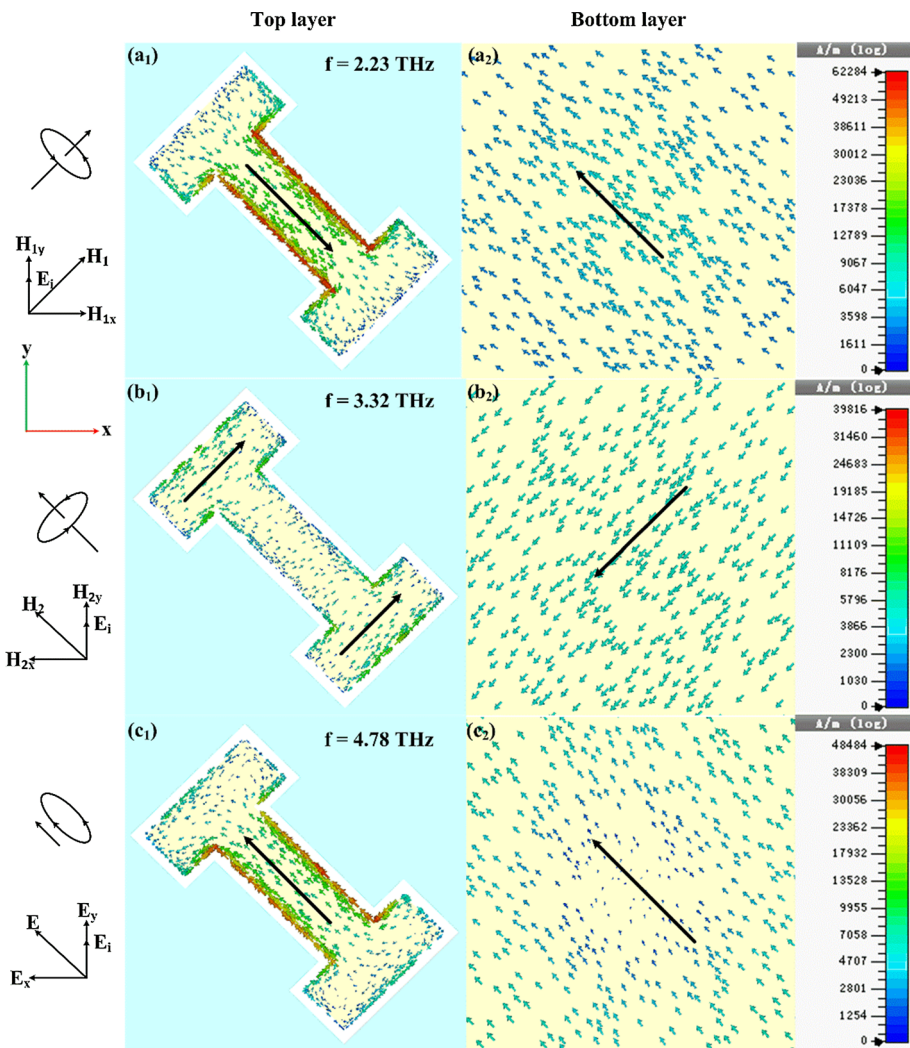 Top layer
Bottom layer
(a1)
f = 2.23 THz
(a2)
A/m (log)
62284
49213
38611
30012
23036
17378
12789
9067
6047
3598
1611
0
H1y
H1
Ei
H1x
y
x
(b1)
f = 3.32 THz
(b2)
A/m (log)
39816
31460
24683
19185
14726
11109
8176
5796
3866
2300
1030
0
H2
H2y
Ei
H2x
(c1)
f = 4.78 THz
(c2)
A/m (log)
48484
38309
30056
23362
17932
13528
9955
7058
4707
2801
1254
0
E
Ey
Ei
Ex